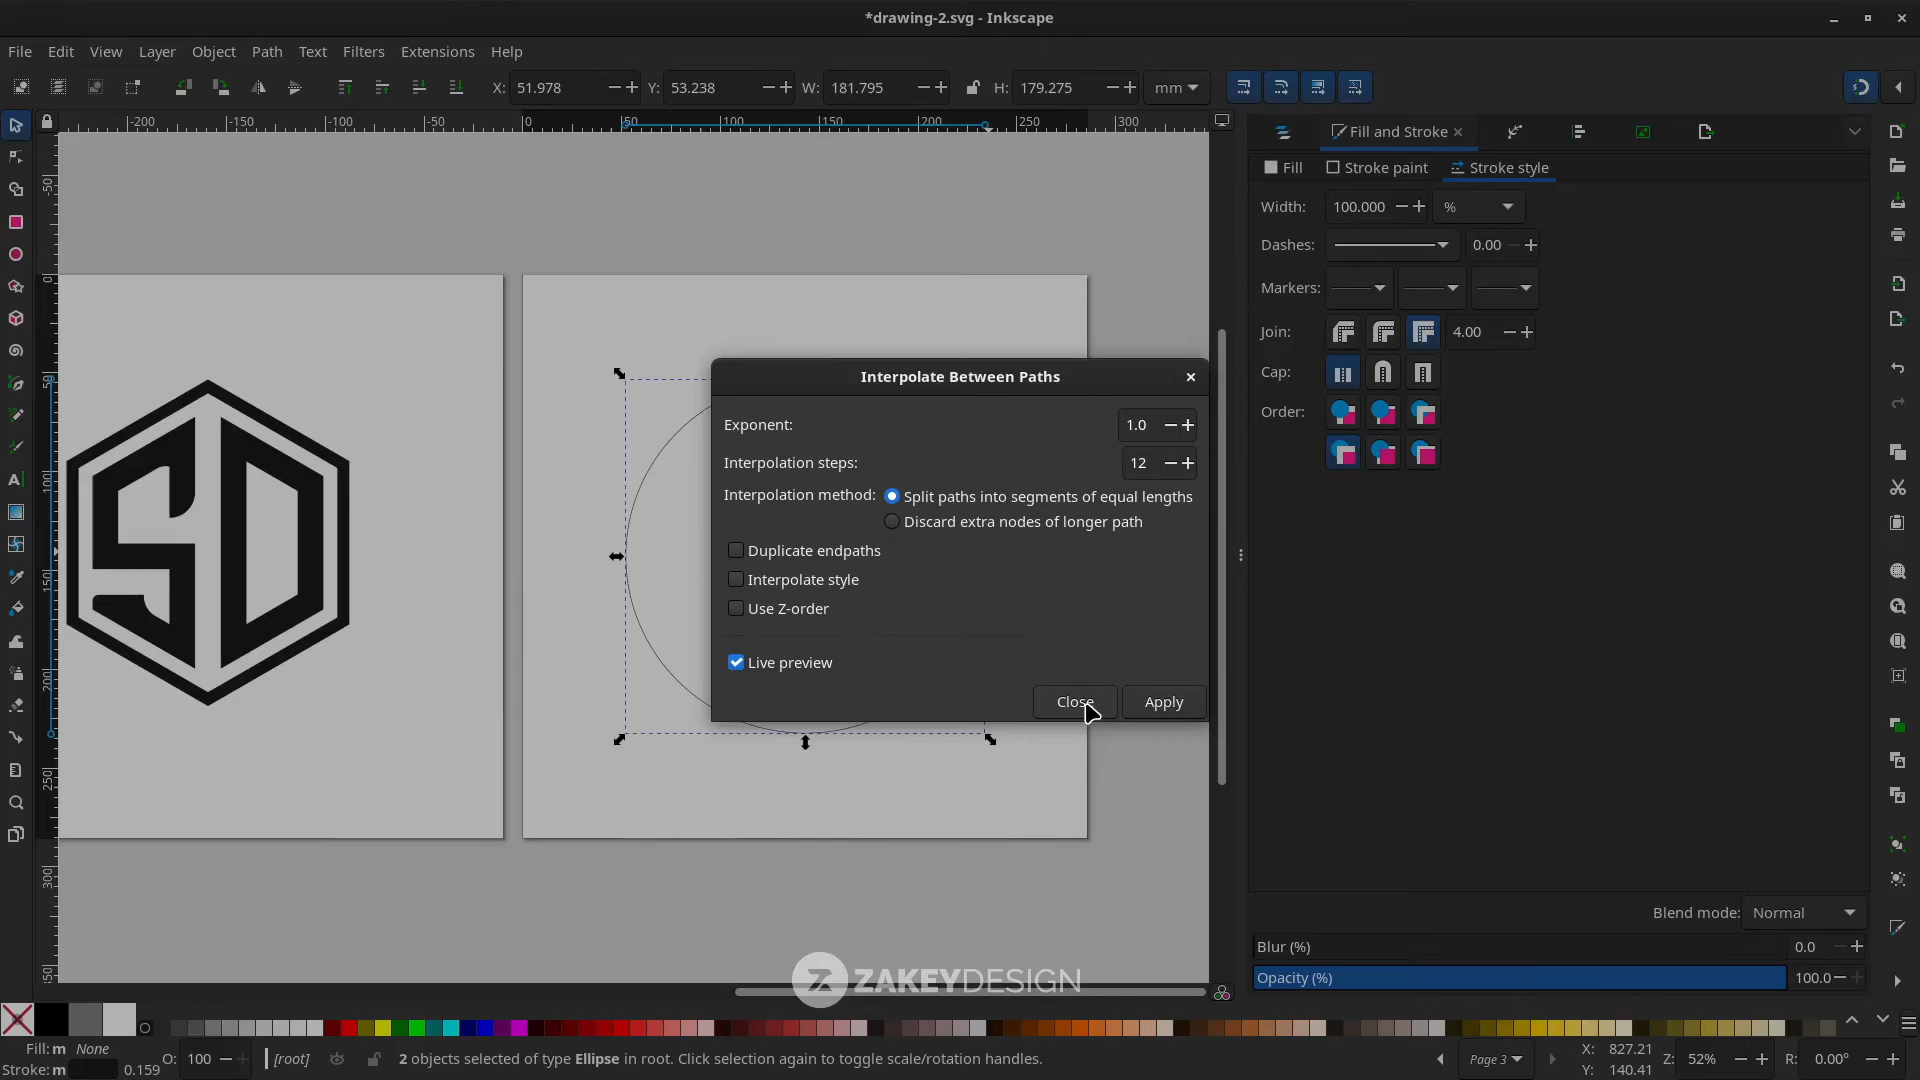 *drawing-2.svg - Inkscape
File Edit View Layer Object Path Text Filters Extensions Help
X: 51.978 Y: 53.238 W: 181.795 H: 179.275 mm
-200 -150 -100 -50 0 50 100 150 200 250 300
Fill and Stroke
Fill Stroke paint Stroke style
Width: 100.000 %
Dashes: 0.00
Markers:
Join: 4.00
Cap:
Order:
SD
Interpolate Between Paths
Exponent: 1.0
Interpolation steps: 12
Interpolation method: Split paths into segments of equal lengths
Discard extra nodes of longer path
Duplicate endpaths
Interpolate style
Use Z-order
Live preview
Close Apply
Blend mode: Normal
Blur (%) 0.0
Opacity (%) 100.0
ZAKEYDESIGN
Fill: m None O: 100 [root] 2 objects selected of type Ellipse in root. Click selection again to toggle scale/rotation handles. Page 3 X: 827.21 Z: 52% R: 0.00°
Stroke: m 0.159 Y: 140.41